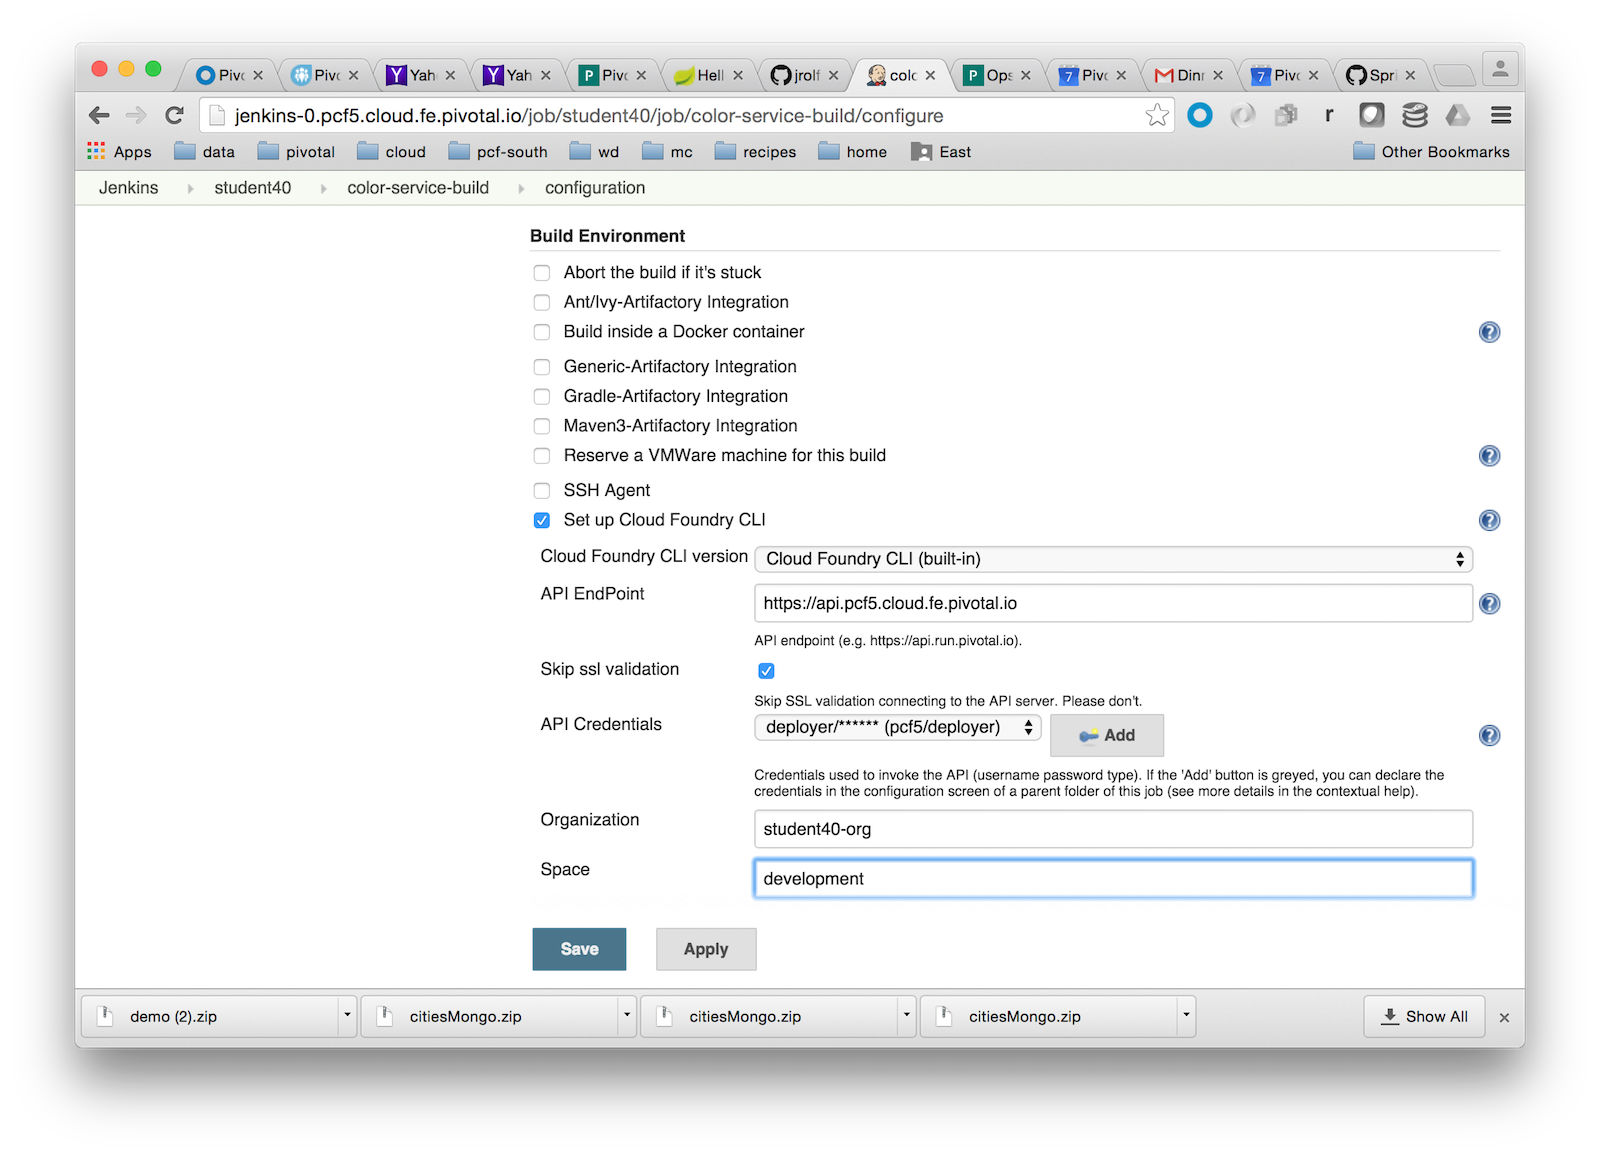 Pivo Pivo Yah Yah Pivo Hell jrolf colo Ops Pivo Dinn Pivo Spri
jenkins-0.pcf5.cloud.fe.pivotal.io/job/student40/job/color-service-build/configure
r
Apps data pivotal cloud pcf-south wd mc recipes home East Other Bookmarks
Jenkins student40 color-service-build configuration
Build Environment
Abort the build if it's stuck
Ant/Ivy-Artifactory Integration
Build inside a Docker container
Generic-Artifactory Integration
Gradle-Artifactory Integration
Maven3-Artifactory Integration
Reserve a VMWare machine for this build
SSH Agent
Set up Cloud Foundry CLI
Cloud Foundry CLI version Cloud Foundry CLI (built-in)
API EndPoint https://api.pcf5.cloud.fe.pivotal.io
API endpoint (e.g. https://api.run.pivotal.io).
Skip ssl validation
Skip SSL validation connecting to the API server. Please don't.
API Credentials deployer/****** (pcf5/deployer) Add
Credentials used to invoke the API (username password type). If the 'Add' button is greyed, you can declare the
credentials in the configuration screen of a parent folder of this job (see more details in the contextual help).
Organization student40-org
Space development
Save Apply
demo (2).zip citiesMongo.zip citiesMongo.zip citiesMongo.zip Show All